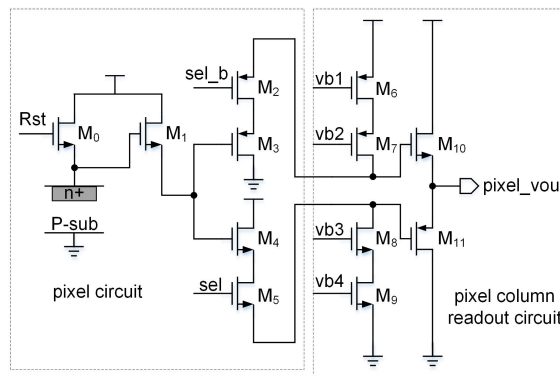 sel_b
M2
vb1
M6
Rst
M0
M1
M3
vb2
M7
M10
n+
pixel_vou
P-sub
M4
vb3
M8
M11
pixel circuit
sel
M5
vb4
M9
pixel column
readout circuit